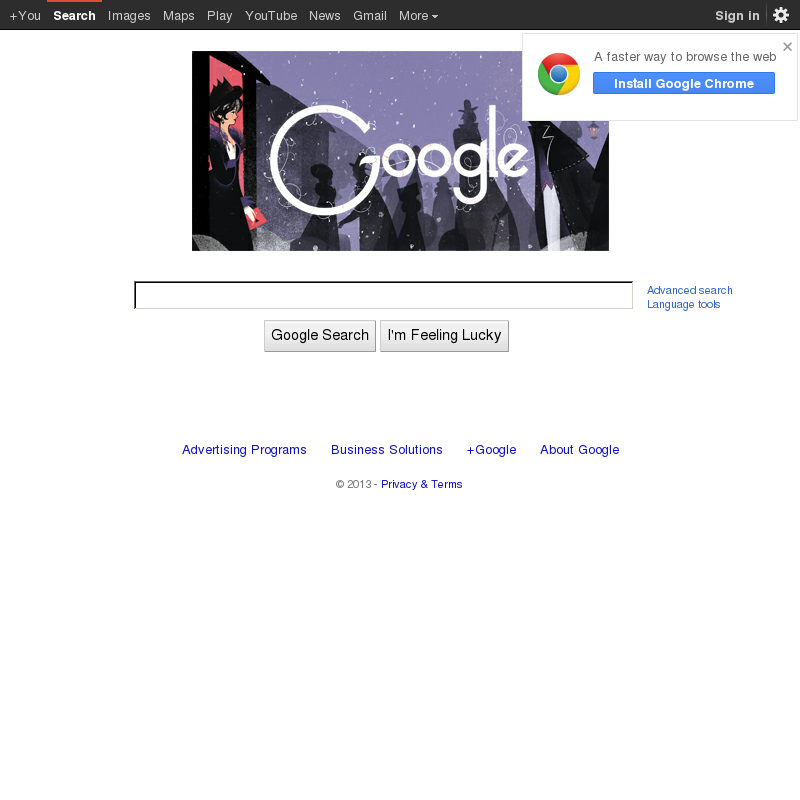 +You Search Images Maps Play YouTube News Gmail More Sign in
A faster way to browse the web
Install Google Chrome
Google
Advanced search
Language tools
Google Search I'm Feeling Lucky
Advertising Programs Business Solutions +Google About Google
© 2013 - Privacy & Terms